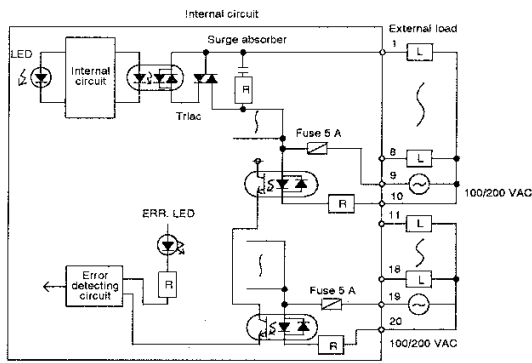 Internal circuit
External load
Surge absorber
1
L
LED
Internal
circuit
R
Triac
Fuse 5 A
8
L
9
100/200 VAC
R
10
11
L
ERR. LED
Error
detecting
circuit
R
Fuse 5 A
18
L
19
R
20
100/200 VAC